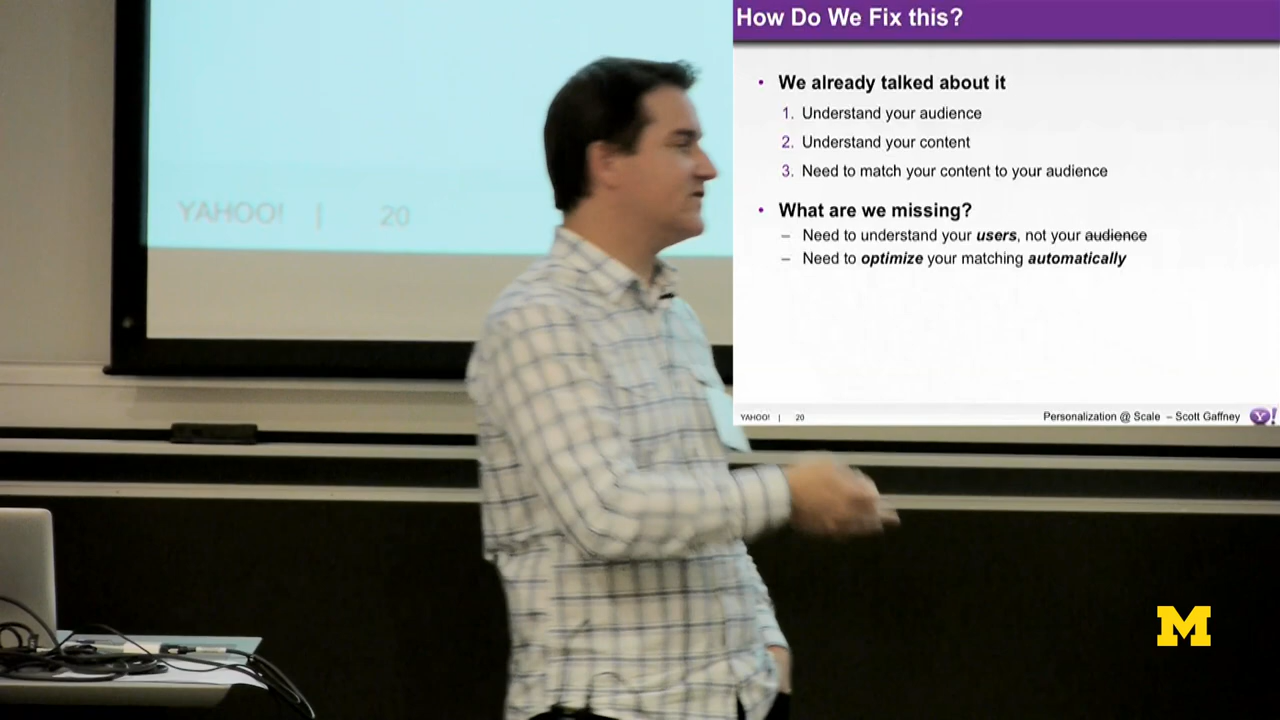 How Do We Fix this?
• We already talked about it
1. Understand your audience
2. Understand your content
3. Need to match your content to your audience
• What are we missing?
– Need to understand your users, not your audience
– Need to optimize your matching automatically
YAHOO! | 20
Personalization @ Scale – Scott Gaffney
Y!
YAHOO! | 20
M